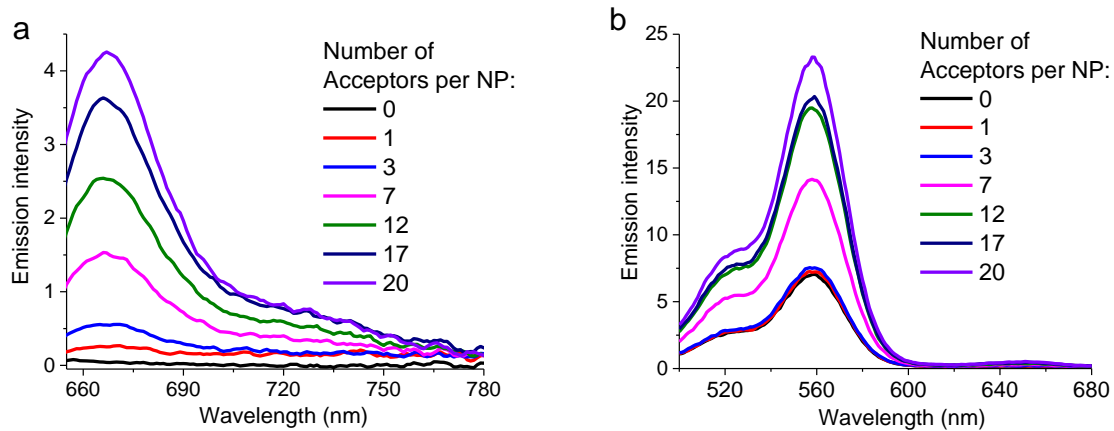 a
Emission intensity
4
3
2
1
0
660 690 720 750 780
Wavelength (nm)
Number of
Acceptors per NP:
0
1
3
7
12
17
20
b
Emission intensity
25
20
15
10
5
0
520 560 600 640 680
Wavelength (nm)
Number of
Acceptors per NP:
0
1
3
7
12
17
20